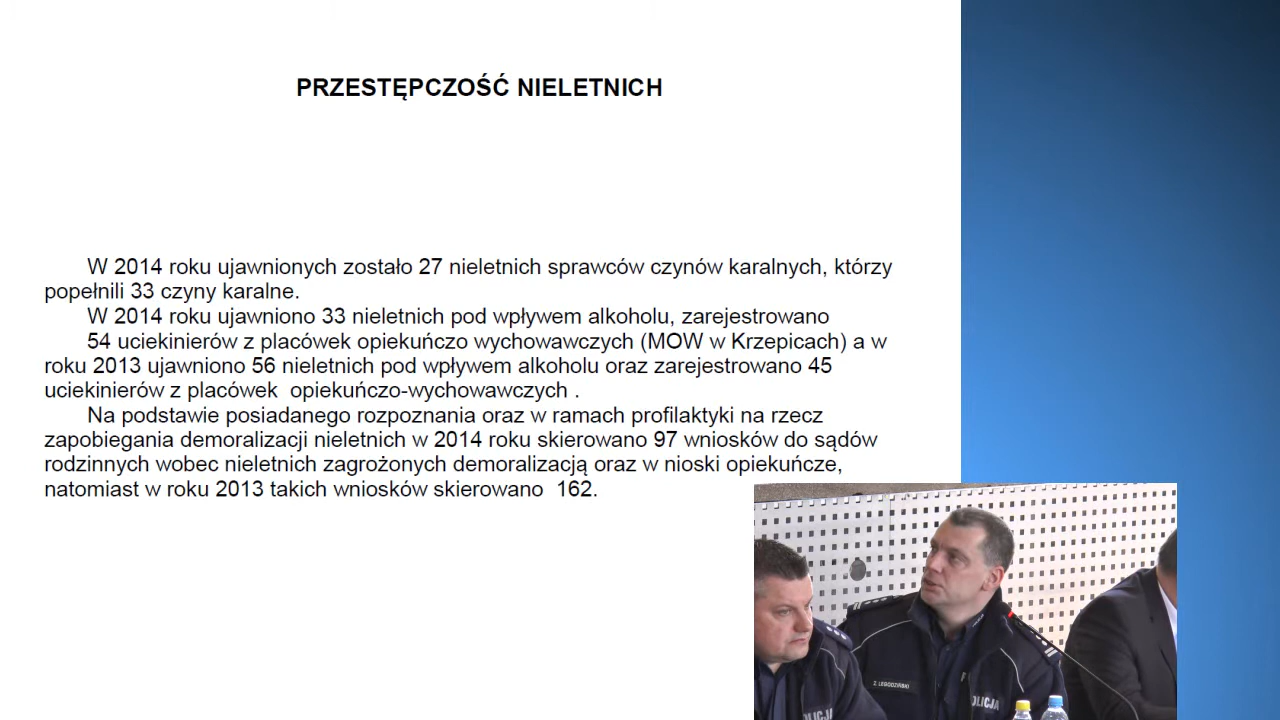 PRZESTĘPCZOŚĆ NIELETNICH
W 2014 roku ujawnionych zostało 27 nieletnich sprawców czynów karalnych, którzy
popełnili 33 czyny karalne.
W 2014 roku ujawniono 33 nieletnich pod wpływem alkoholu, zarejestrowano
54 uciekinierów z placówek opiekuńczo wychowawczych (MOW w Krzepicach) a w
roku 2013 ujawniono 56 nieletnich pod wpływem alkoholu oraz zarejestrowano 45
uciekinierów z placówek opiekuńczo-wychowawczych .
Na podstawie posiadanego rozpoznania oraz w ramach profilaktyki na rzecz
zapobiegania demoralizacji nieletnich w 2014 roku skierowano 97 wniosków do sądów
rodzinnych wobec nieletnich zagrożonych demoralizacją oraz w nioski opiekuńcze,
natomiast w roku 2013 takich wniosków skierowano 162.
Z. LEGODZIŃSKI
OLICJA
OLICJA